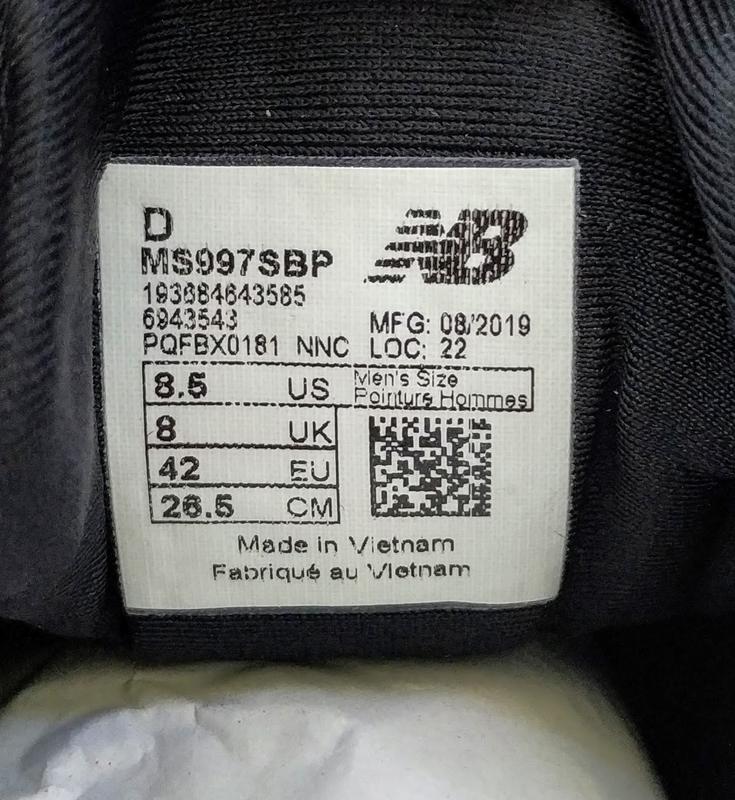 D
MS997SBP
NB
193684643585
6943543
MFG: 08/2019
PQFBX0181 NNC LOC: 22
8.5 US Men's Size
Pointure Hommes
8 UK
42 EU
26.5 CM
Made in Vietnam
Fabriqué au Vietnam